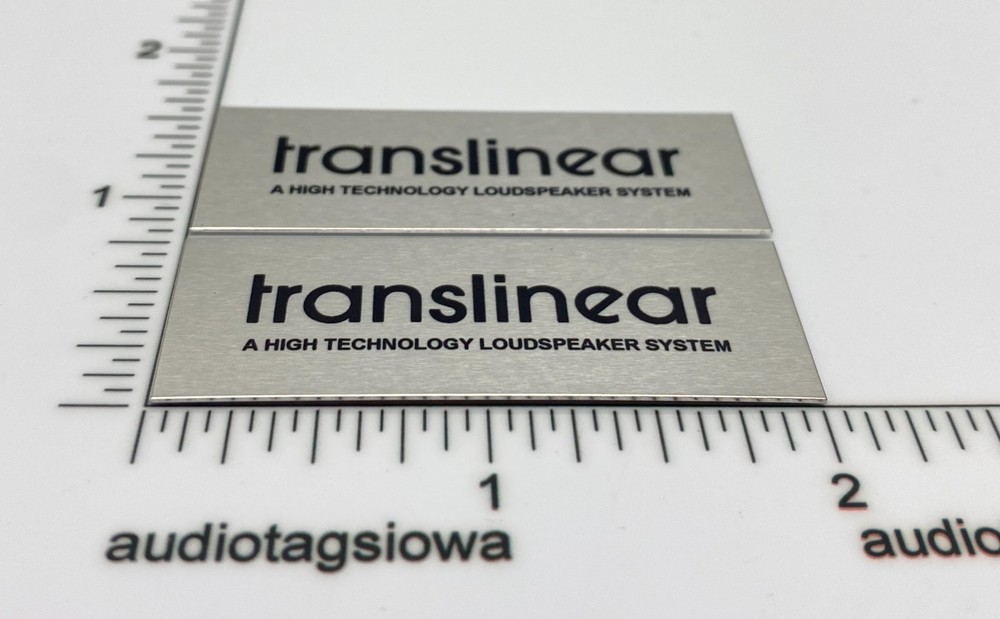 2
translinear
A HIGH TECHNOLOGY LOUDSPEAKER SYSTEM
1
translinear
A HIGH TECHNOLOGY LOUDSPEAKER SYSTEM
1
2
audiotagsiowa
audio